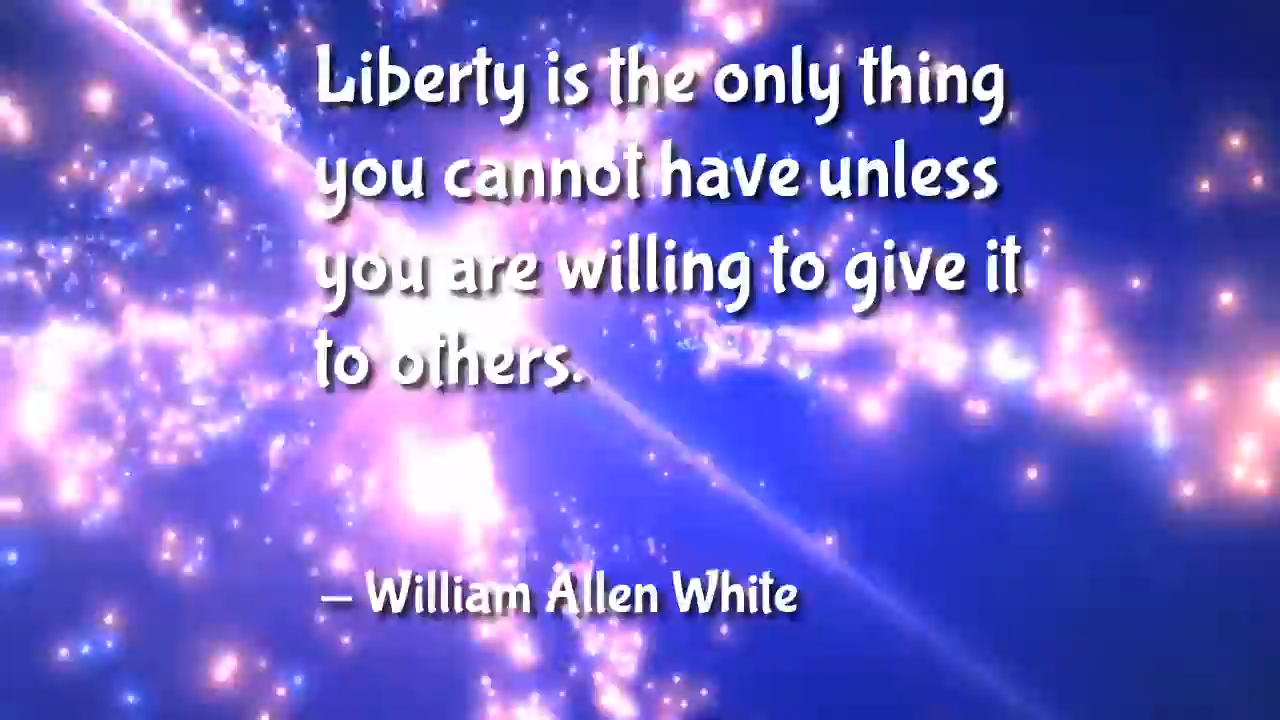 Liberty is the only thing
you cannot have unless
you are willing to give it
to others.
– William Allen White